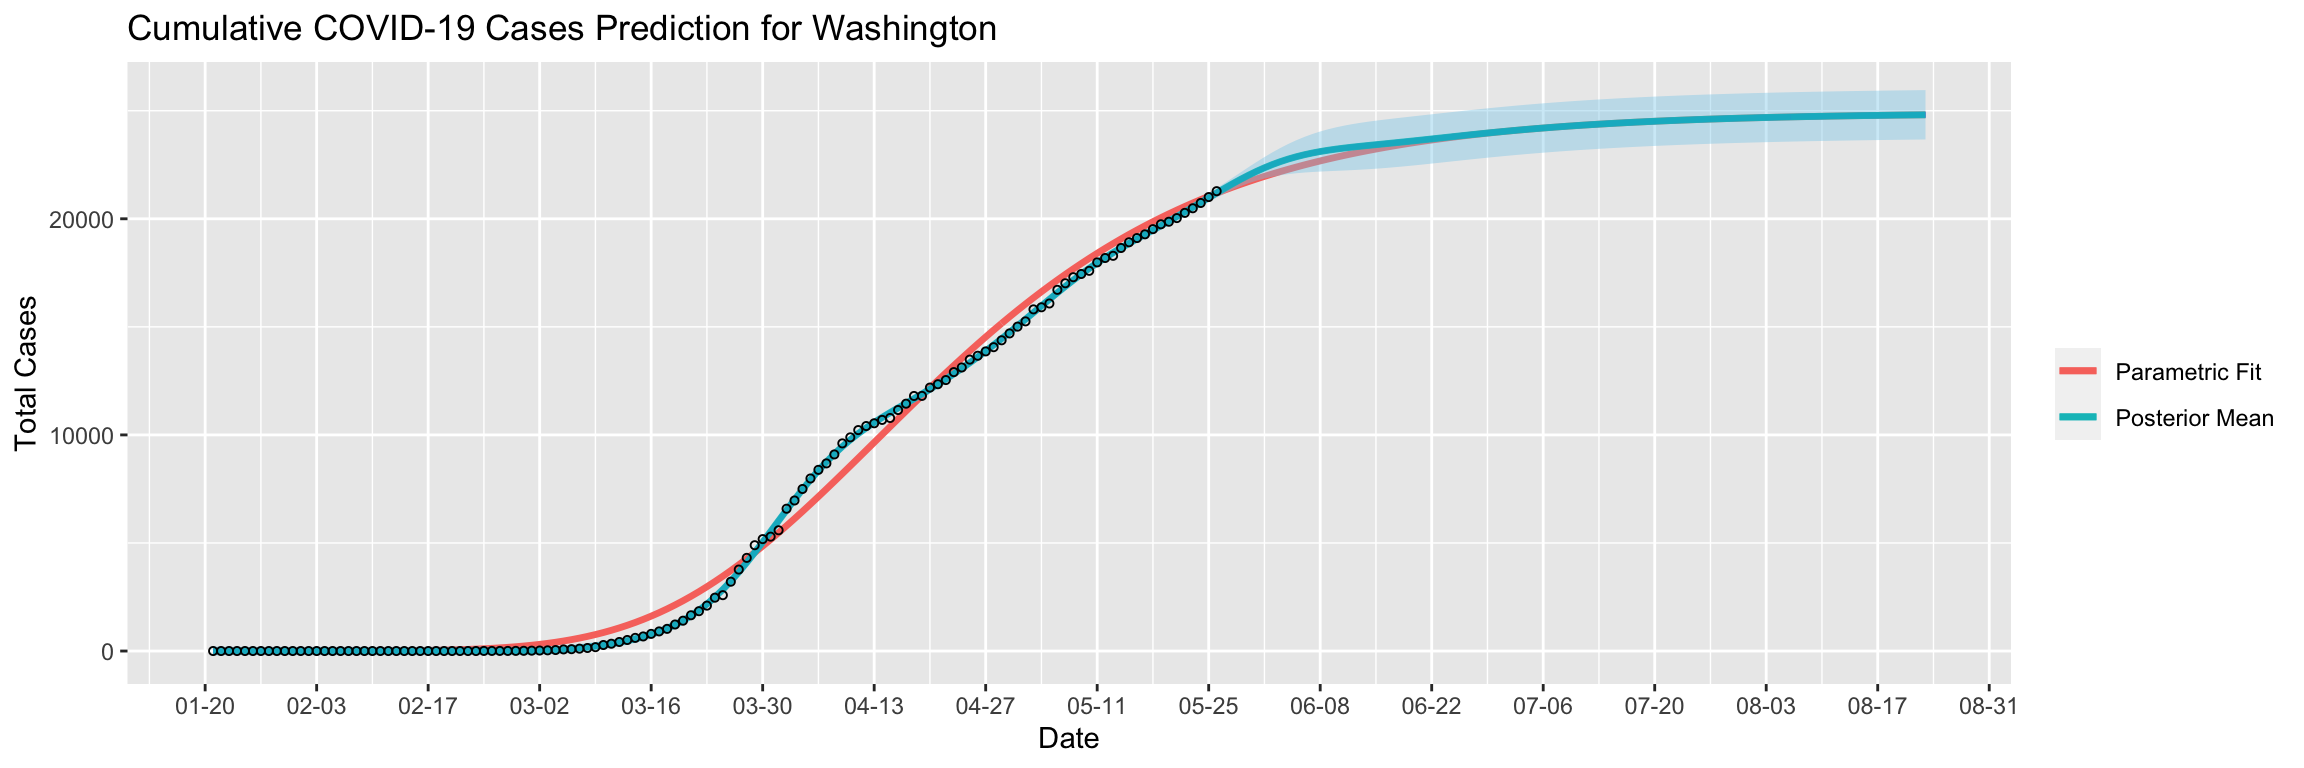 Cumulative COVID-19 Cases Prediction for Washington
Total Cases
20000
10000
0
01-20 02-03 02-17 03-02 03-16 03-30 04-13 04-27 05-11 05-25 06-08 06-22 07-06 07-20 08-03 08-17 08-31
Date
Parametric Fit
Posterior Mean